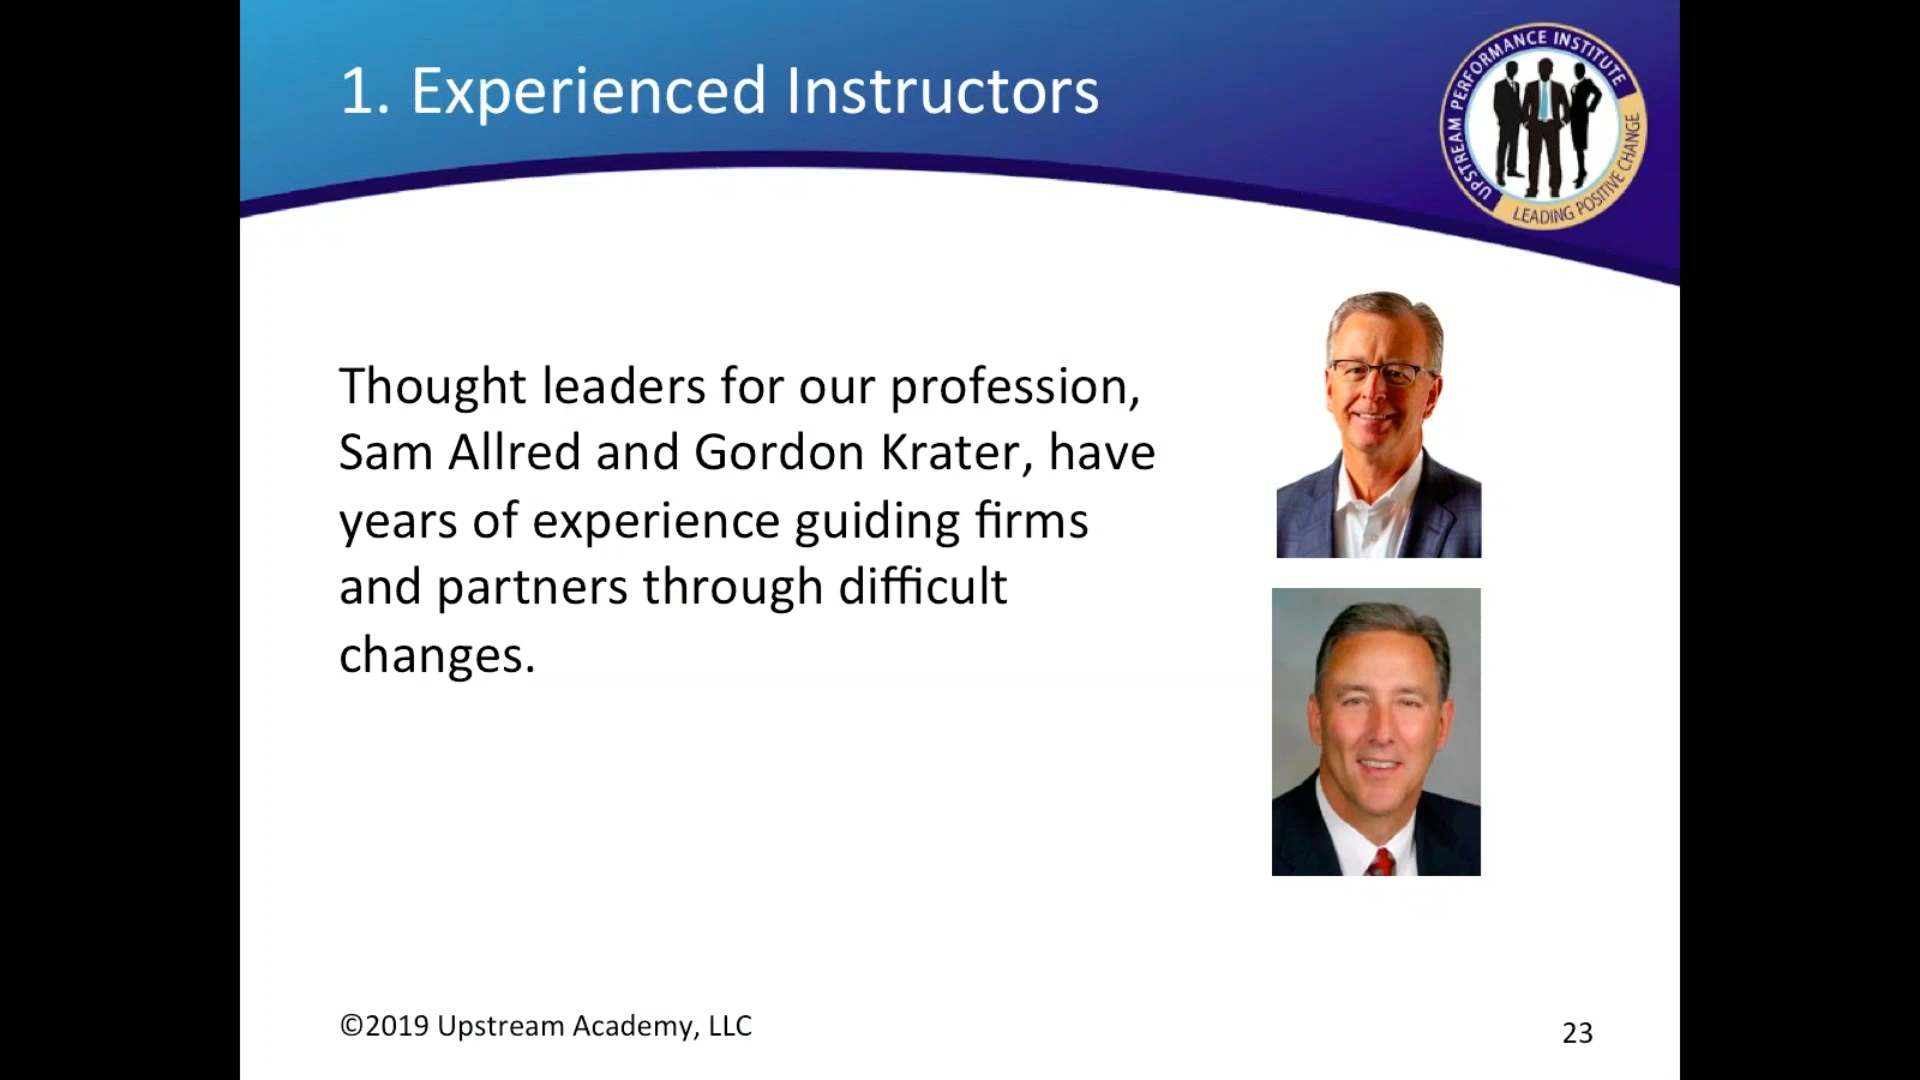 1. Experienced Instructors
UPSTREAM PERFORMANCE INSTITUTE
LEADING POSITIVE CHANGE
Thought leaders for our profession,
Sam Allred and Gordon Krater, have
years of experience guiding firms
and partners through difficult
changes.
©2019 Upstream Academy, LLC
23